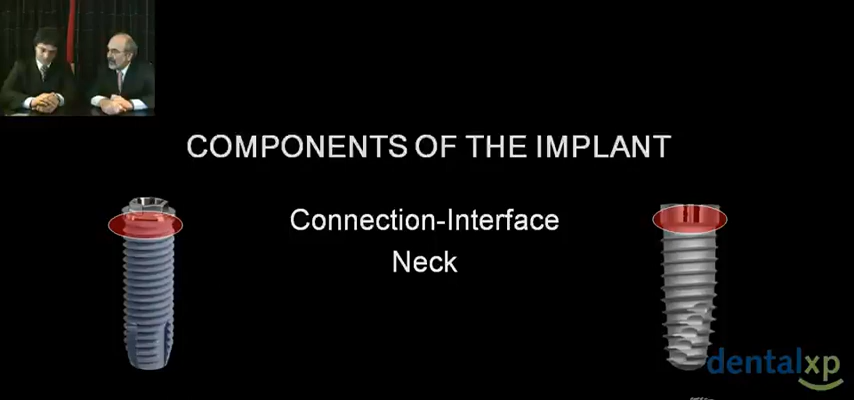 COMPONENTS OF THE IMPLANT
Connection-Interface
Neck
dentalxp